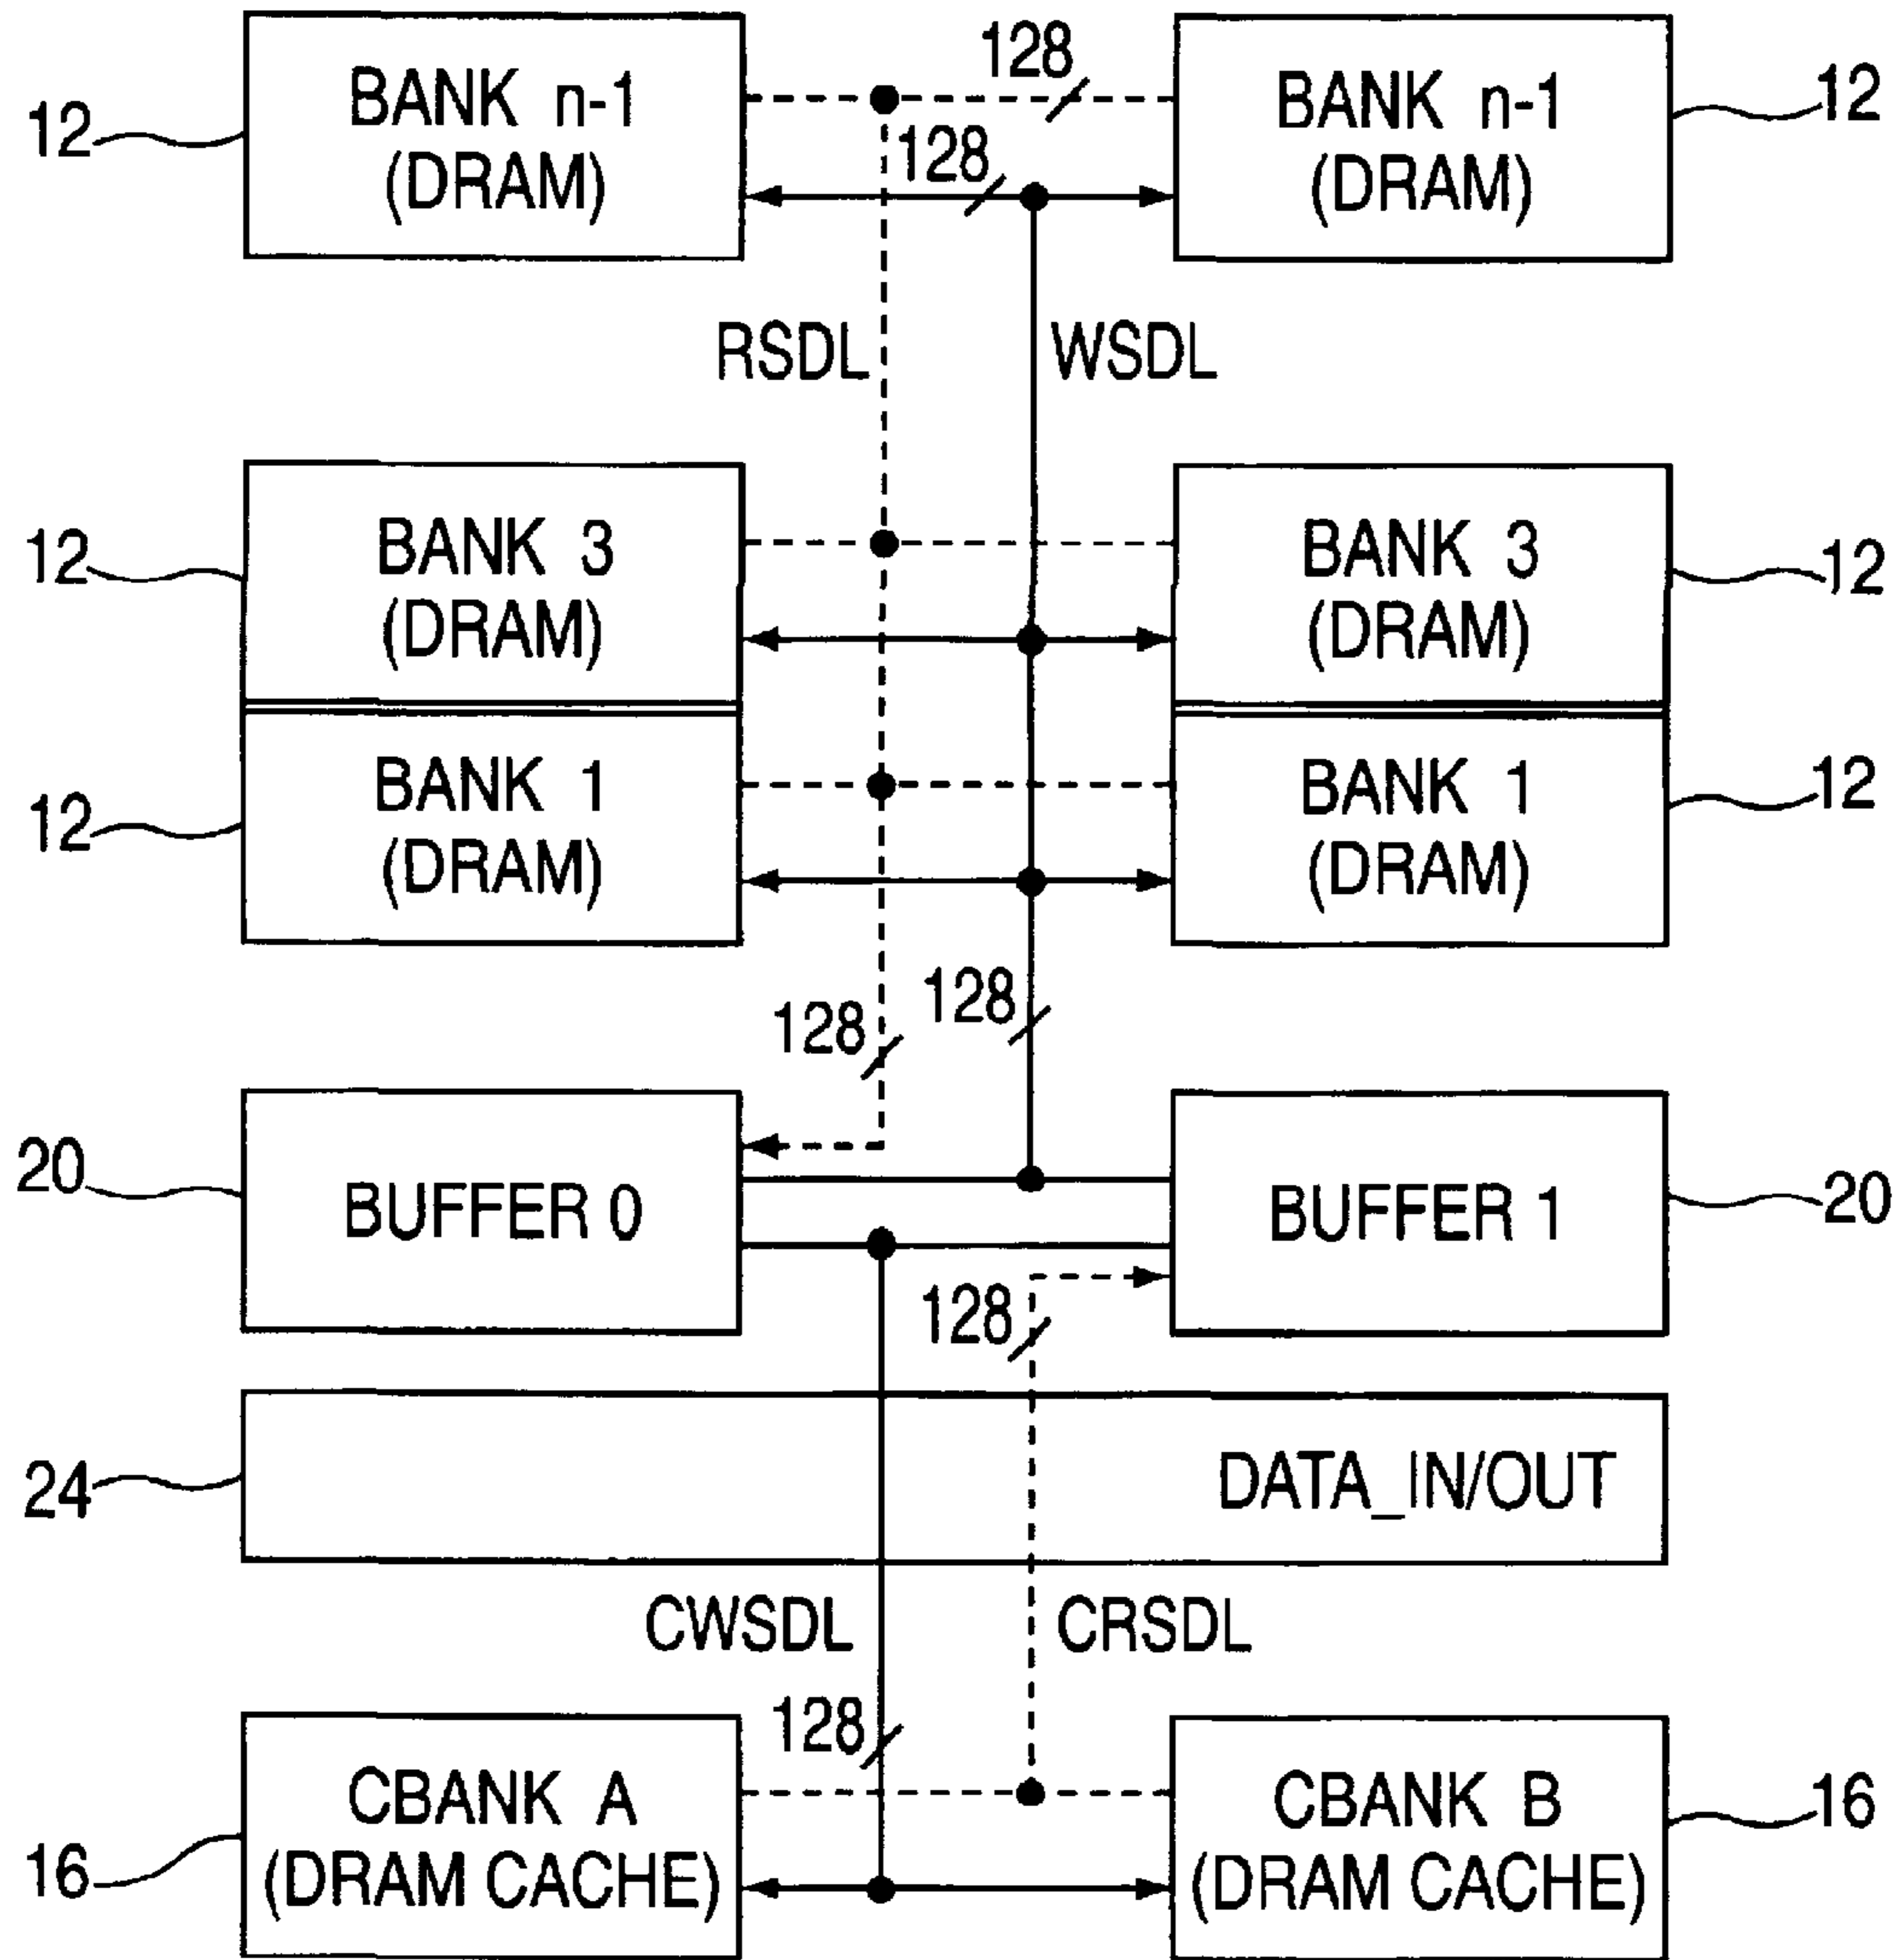 BANK n-1
(DRAM)
12
128
128
BANK n-1
(DRAM)
12
RSDL
WSDL
BANK 3
(DRAM)
12
BANK 3
(DRAM)
12
BANK 1
(DRAM)
12
BANK 1
(DRAM)
12
128
128
BUFFER 0
20
BUFFER 1
20
128
DATA_IN/OUT
24
CWSDL
CRSDL
128
CBANK A
(DRAM CACHE)
16
CBANK B
(DRAM CACHE)
16